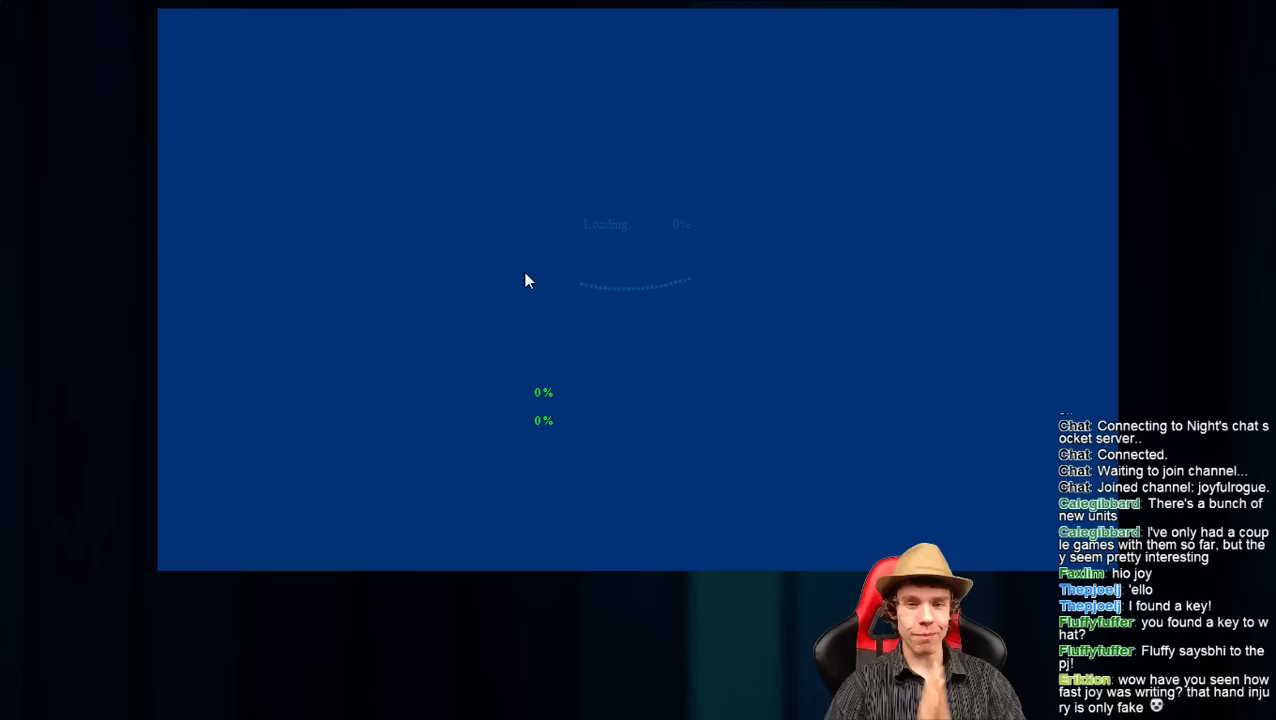 Loading... 0%
0%
0%
Chat: Connecting to Night's chat s
ocket server..
Chat: Connected.
Chat: Waiting to join channel...
Chat: Joined channel: joyfulrogue.
Calegibbard: There's a bunch of
new units
Calegibbard: I've only had a coup
le games with them so far, but the
y seem pretty interesting
Faxlim: hio joy
Thepjoelj: 'ello
Thepjoelj: I found a key!
Fluffyfuffer: you found a key to w
hat?
Fluffyfuffer: Fluffy saysbhi to the
pj!
Eriktion: wow have you seen how
fast joy was writing? that hand inju
ry is only fake